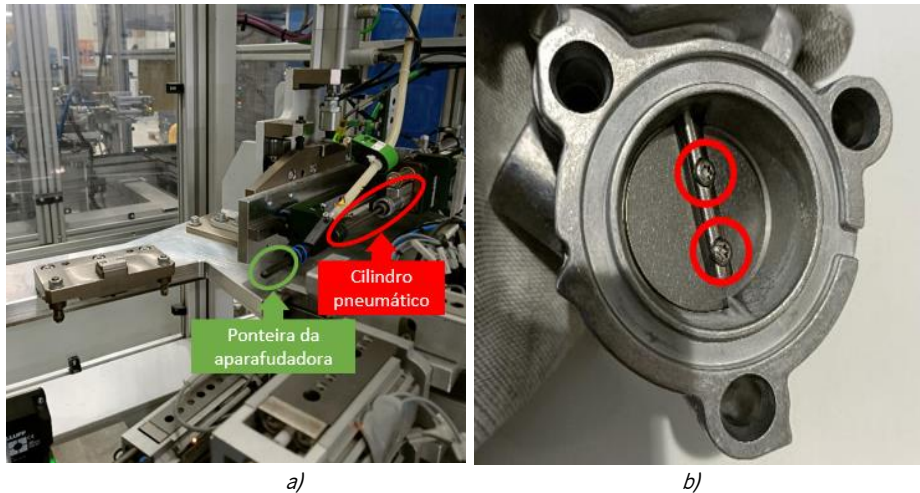 Cilindro
pneumático
Ponteira da
aparafudadora
a)
b)